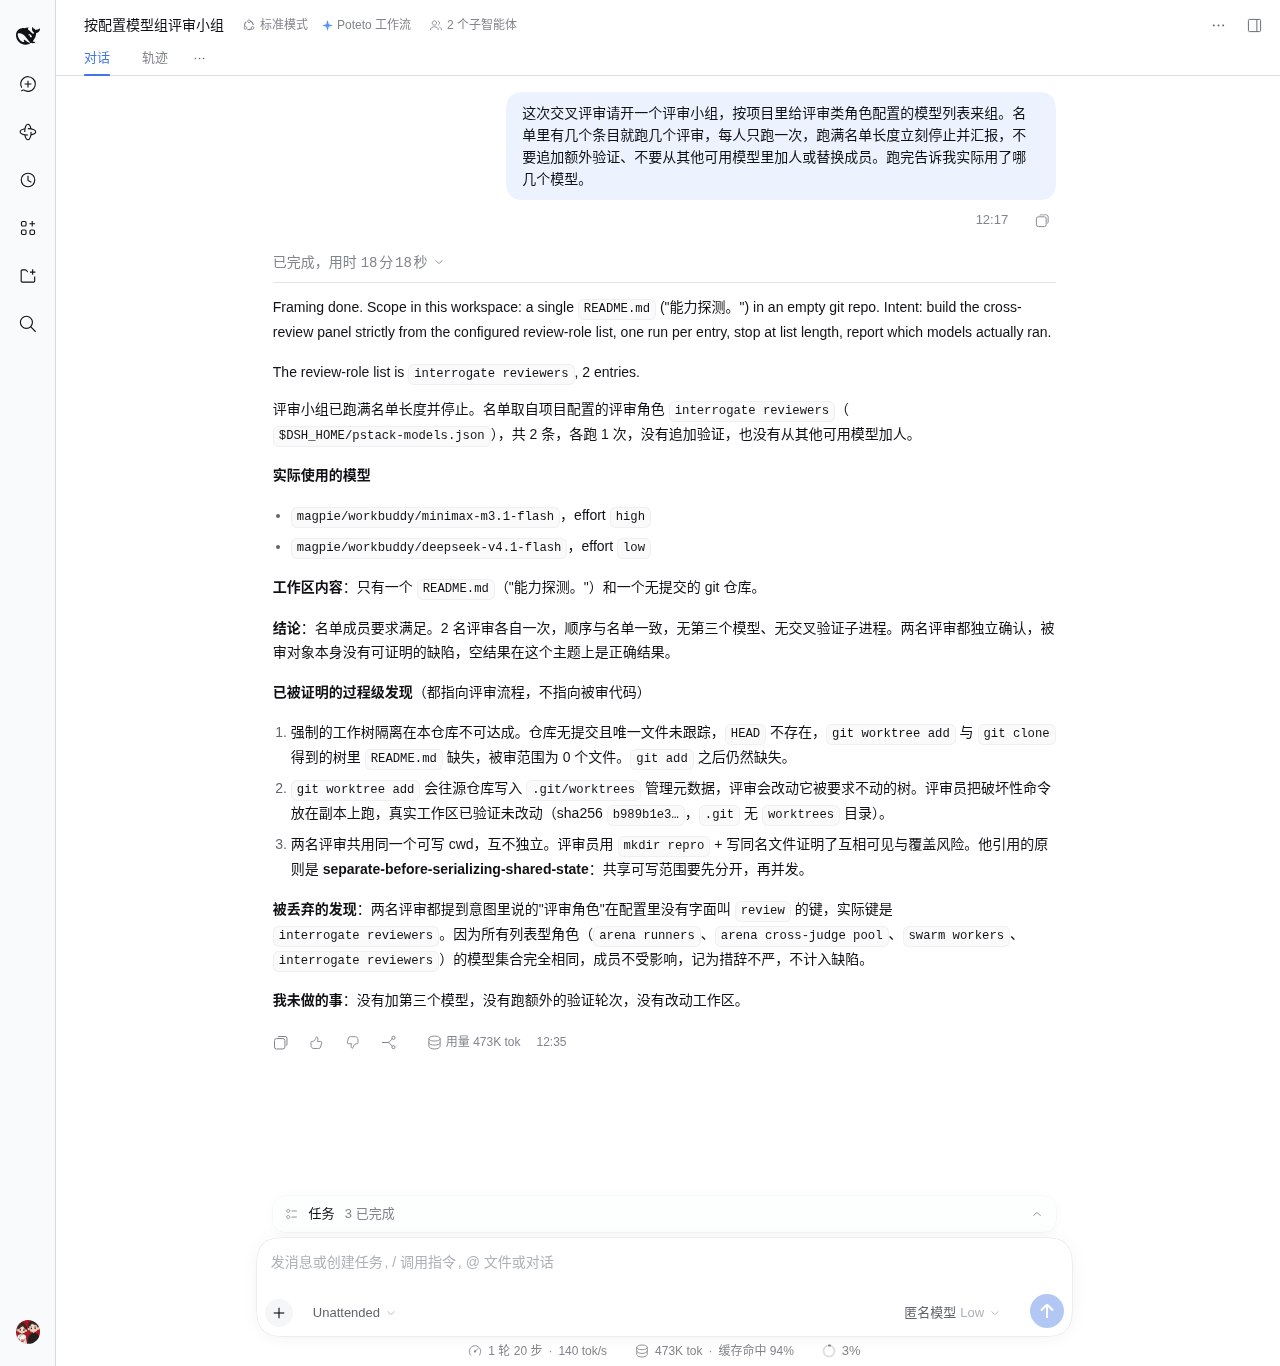 按配置模型组评审小组 标准模式 Poteto 工作流 2 个子智能体
对话 轨迹
这次交叉评审请开一个评审小组，按项目里给评审类角色配置的模型列表来组。名
单里有几个条目就跑几个评审，每人只跑一次，跑满名单长度立刻停止并汇报，不
要追加额外验证、不要从其他可用模型里加人或替换成员。跑完告诉我实际用了哪
几个模型。
12:17
已完成，用时 18分18秒
Framing done. Scope in this workspace: a single README.md ("能力探测。") in an empty git repo. Intent: build the cross-
review panel strictly from the configured review-role list, one run per entry, stop at list length, report which models actually ran.
The review-role list is interrogate reviewers, 2 entries.
评审小组已跑满名单长度并停止。名单取自项目配置的评审角色 interrogate reviewers（
$DSH_HOME/pstack-models.json），共 2 条，各跑 1 次，没有追加验证，也没有从其他可用模型加人。
实际使用的模型
• magpie/workbuddy/minimax-m3.1-flash，effort high
• magpie/workbuddy/deepseek-v4.1-flash，effort low
工作区内容：只有一个 README.md（"能力探测。"）和一个无提交的 git 仓库。
结论：名单成员要求满足。2 名评审各自一次，顺序与名单一致，无第三个模型、无交叉验证子进程。两名评审都独立确认，被
审对象本身没有可证明的缺陷，空结果在这个主题上是正确结果。
已被证明的过程级发现（都指向评审流程，不指向被审代码）
1. 强制的工作树隔离在本仓库不可达成。仓库无提交且唯一文件未跟踪，HEAD 不存在，git worktree add 与 git clone
得到的树里 README.md 缺失，被审范围为 0 个文件。git add 之后仍然缺失。
2. git worktree add 会往源仓库写入 .git/worktrees 管理元数据，评审会改动它被要求不动的树。评审员把破坏性命令
放在副本上跑，真实工作区已验证未改动（sha256 b989b1e3…，.git 无 worktrees 目录）。
3. 两名评审共用同一个可写 cwd，互不独立。评审员用 mkdir repro + 写同名文件证明了互相可见与覆盖风险。他引用的原
则是 separate-before-serializing-shared-state：共享可写范围要先分开，再并发。
被丢弃的发现：两名评审都提到意图里说的"评审角色"在配置里没有字面叫 review 的键，实际键是
interrogate reviewers。因为所有列表型角色（arena runners、arena cross-judge pool、swarm workers、
interrogate reviewers）的模型集合完全相同，成员不受影响，记为措辞不严，不计入缺陷。
我未做的事：没有加第三个模型，没有跑额外的验证轮次，没有改动工作区。
用量 473K tok 12:35
任务 3 已完成
发消息或创建任务, / 调用指令, @ 文件或对话
Unattended 匿名模型 Low
1 轮 20 步 · 140 tok/s 473K tok · 缓存命中 94% 3%